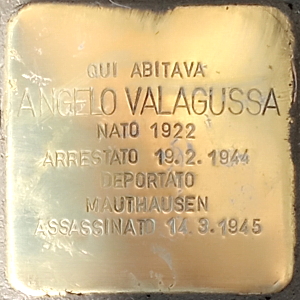 QUI ABITAVA
ANGELO VALAGUSSA
NATO 1922
ARRESTATO 19.2.1944
DEPORTATO
MAUTHAUSEN
ASSASSINATO 14.3.1945